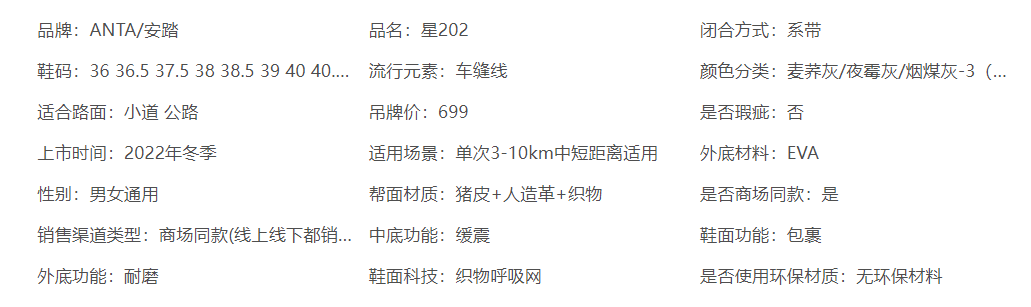 品牌：ANTA/安踏 品名：星202 闭合方式：系带
鞋码：36 36.5 37.5 38 38.5 39 40 40.... 流行元素：车缝线 颜色分类：麦荞灰/夜霾灰/烟煤灰-3（...
适合路面：小道 公路 吊牌价：699 是否瑕疵：否
上市时间：2022年冬季 适用场景：单次3-10km中短距离适用 外底材料：EVA
性别：男女通用 帮面材质：猪皮+人造革+织物 是否商场同款：是
销售渠道类型：商场同款(线上线下都销... 中底功能：缓震 鞋面功能：包裹
外底功能：耐磨 鞋面科技：织物呼吸网 是否使用环保材质：无环保材料